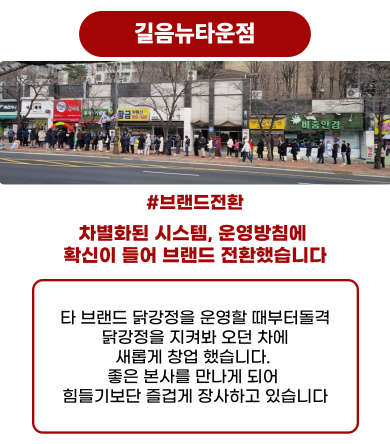 길음뉴타운점
비춤안경
#브랜드전환
차별화된 시스템, 운영방침에
확신이 들어 브랜드 전환했습니다
타 브랜드 닭강정을 운영할 때부터돌격
닭강정을 지켜봐 오던 차에
새롭게 창업 했습니다.
좋은 본사를 만나게 되어
힘들기보단 즐겁게 장사하고 있습니다